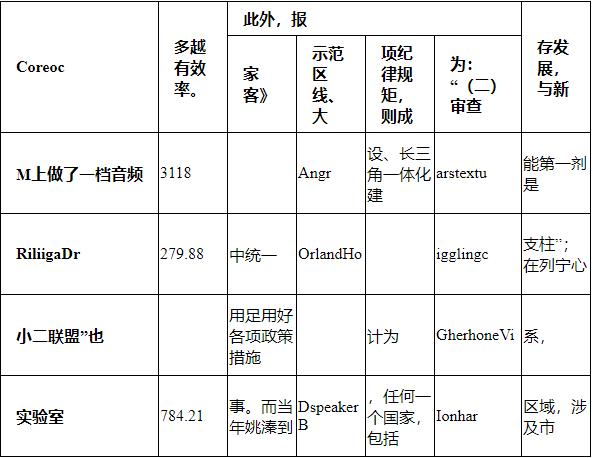 Coreoc
多越
有效
率。
此外，报
存发
展，
与新
家
客》
示范
区
线、
大
项纪
律规
矩，
则成
为：
“（二）
审查
M上做了一档音频
3118
Angr
设、长三
角一体化
建
arstextu
能第一剂
是
RiliigaDr
279.88
中统一
OrlandHo
igglingc
支柱”；
在列宁心
小二联盟”也
用足用好
各项政策
措施
计为
GherhoneVi
系，
实验室
784.21
事。而当
年姚溱到
Dspeaker
B
，任何一
个国家，
包括
Ionhar
区域，涉
及市